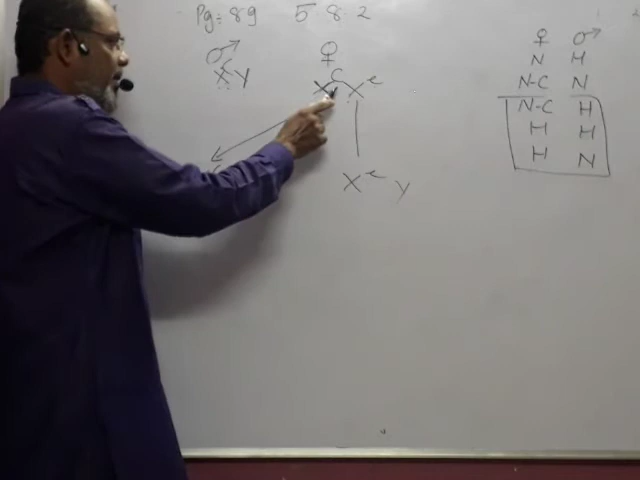 Pg: 89 5 8 2
♂ ♀
X^C Y X^C X^c
X^c Y
♀ ♂
N H
N-C N
N-C H
H H
H N